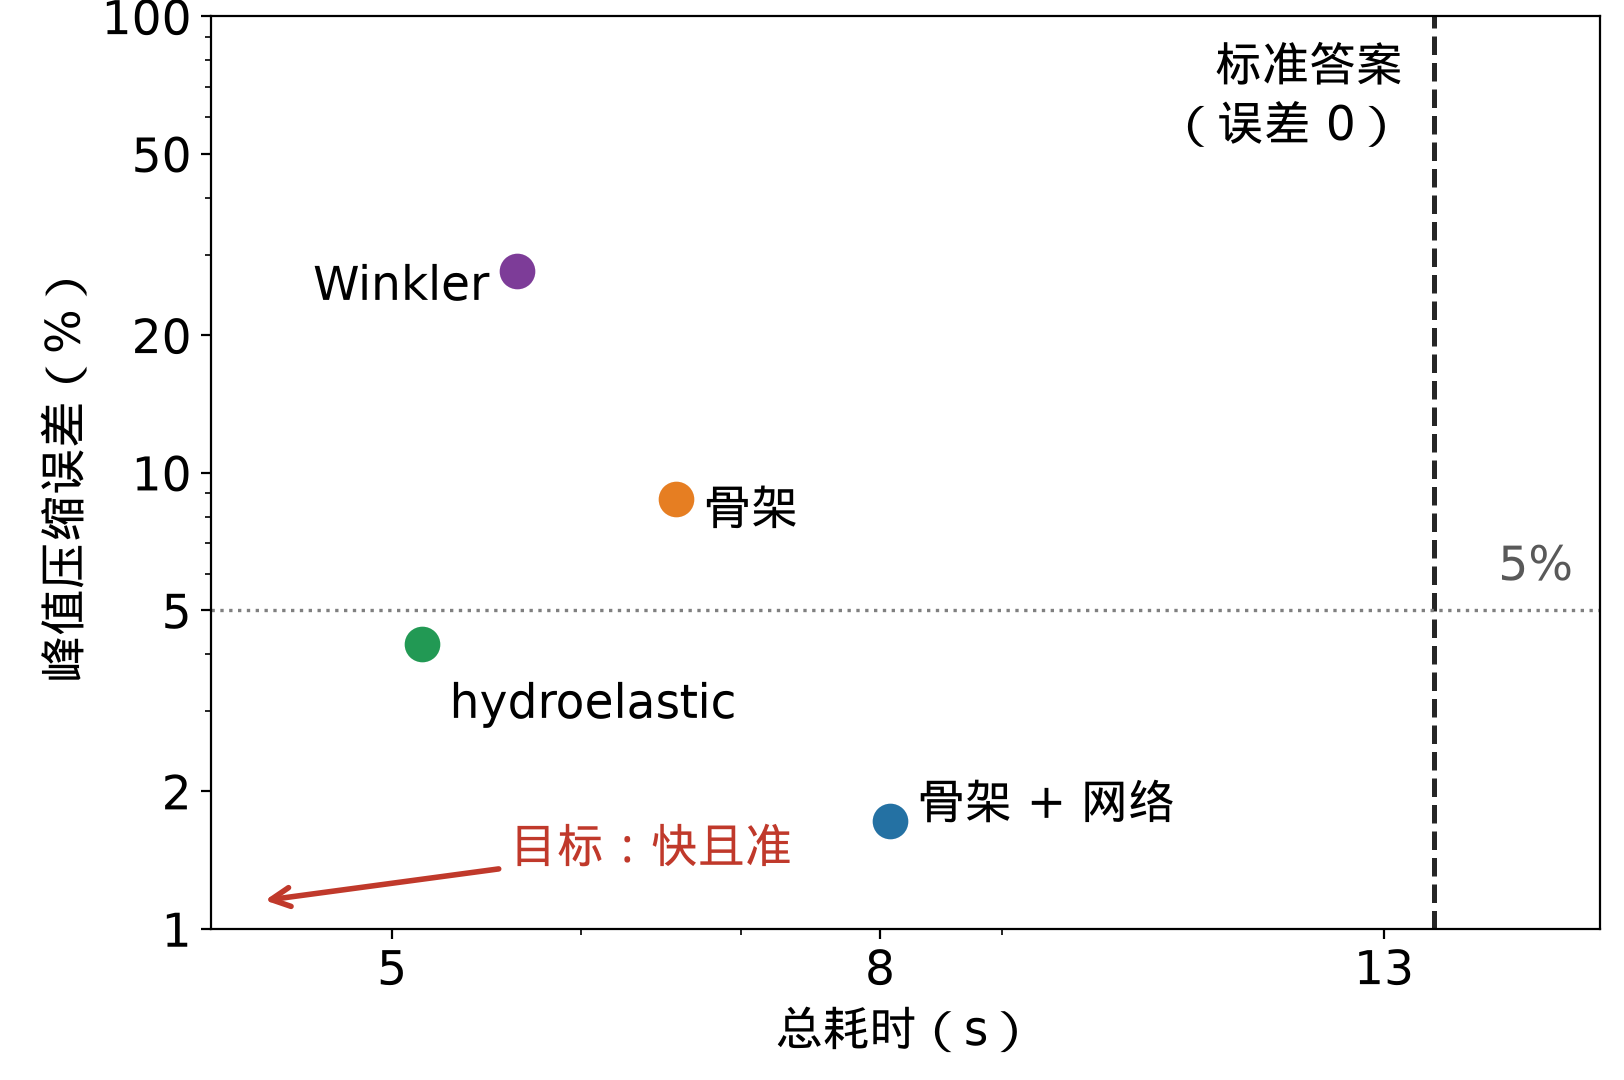 100
50
20
10
5
2
1
峰值压缩误差（%）
标准答案
（误差 0）
Winkler
骨架
5%
hydroelastic
骨架 + 网络
目标：快且准
5
8
13
总耗时（s）